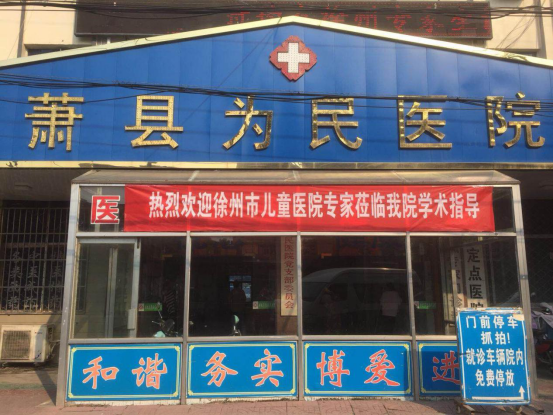 萧县为民医院
医
热烈欢迎徐州市儿童医院专家莅临我院学术指导
定点医院
门前停车
抓拍!
就诊车辆院内
免费停放
和谐
务实
博爱
进